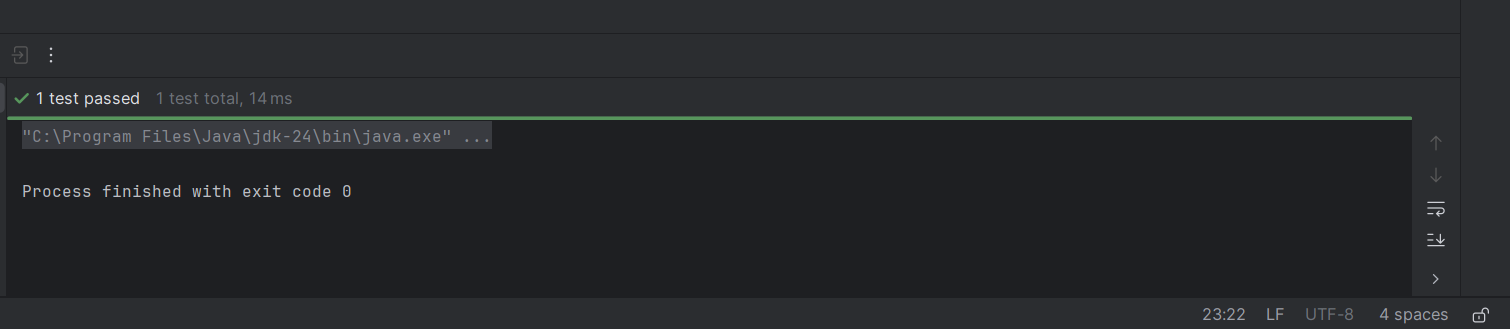 1 test passed 1 test total, 14 ms
"C:\Program Files\Java\jdk-24\bin\java.exe" ...
Process finished with exit code 0
23:22 LF UTF-8 4 spaces